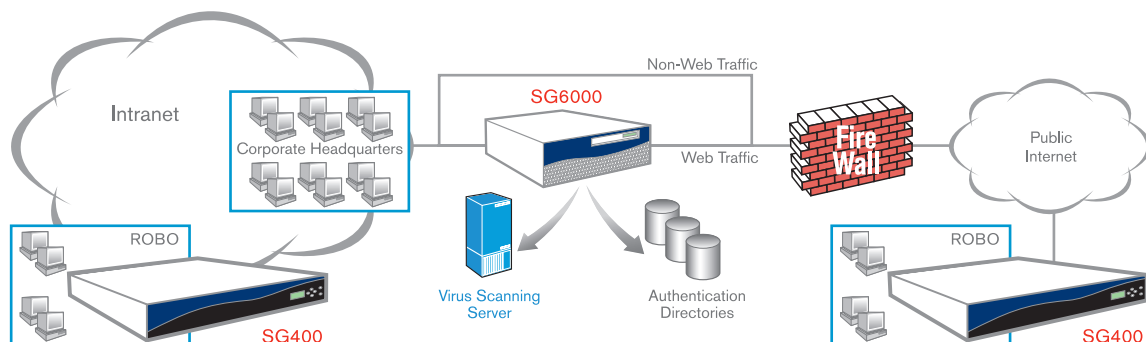 Non-Web Traffic
SG6000
Intranet
Corporate Headquarters
Web Traffic
Fire
Wall
Public
Internet
ROBO
SG400
Virus Scanning
Server
Authentication
Directories
ROBO
SG400